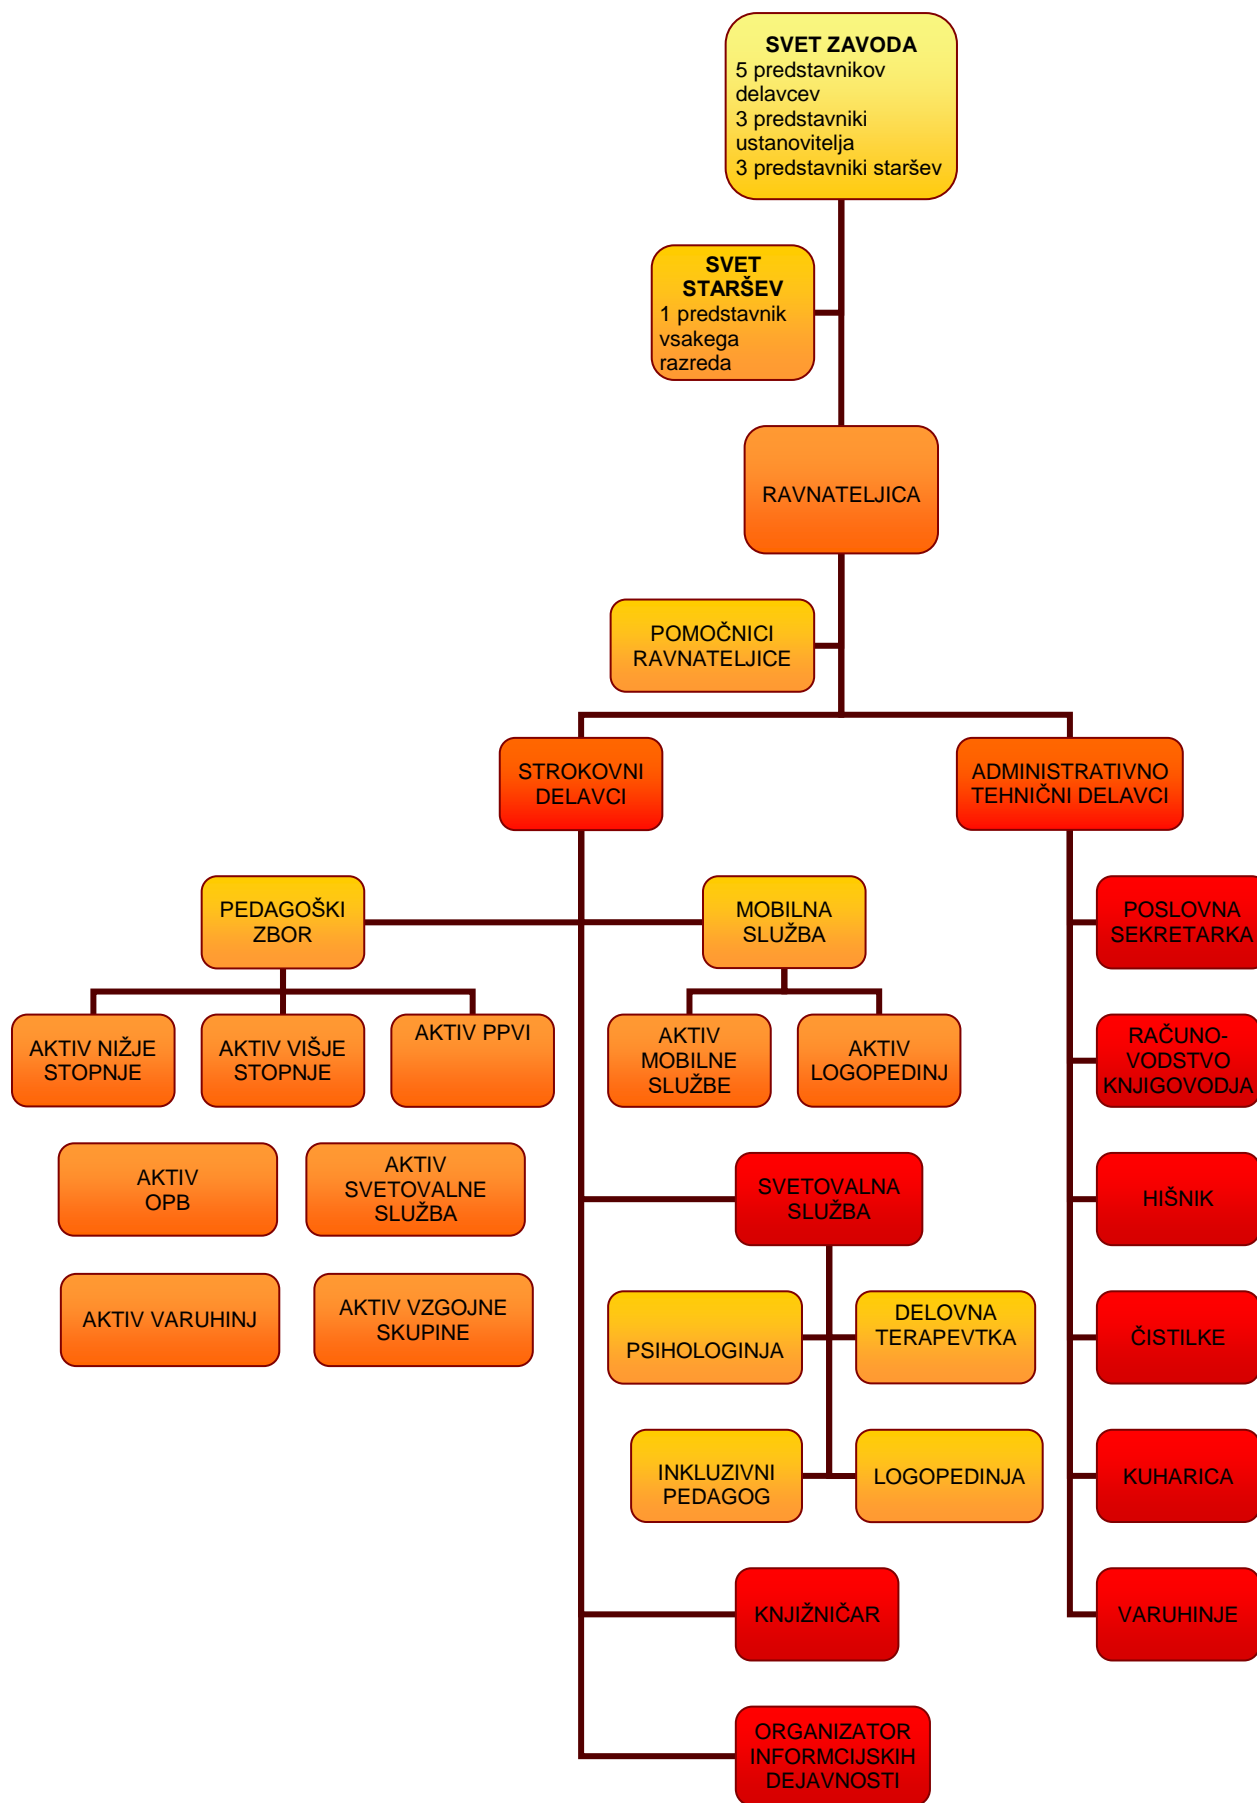 SVET ZAVODA
5 predstavnikov
delavcev
3 predstavniki
ustanovitelja
3 predstavniki staršev
SVET
STARŠEV
1 predstavnik
vsakega
razreda
RAVNATELJICA
POMOČNICI
RAVNATELJICE
STROKOVNI
DELAVCI
ADMINISTRATIVNO
TEHNIČNI DELAVCI
PEDAGOŠKI
ZBOR
MOBILNA
SLUŽBA
POSLOVNA
SEKRETARKA
AKTIV NIŽJE
STOPNJE
AKTIV VIŠJE
STOPNJE
AKTIV PPVI
AKTIV
MOBILNE
SLUŽBE
AKTIV
LOGOPEDINJ
RAČUNO-
VODSTVO
KNJIGOVODJA
AKTIV
OPB
AKTIV
SVETOVALNE
SLUŽBA
SVETOVALNA
SLUŽBA
HIŠNIK
AKTIV VARUHINJ
AKTIV VZGOJNE
SKUPINE
PSIHOLOGINJA
DELOVNA
TERAPEVTKA
ČISTILKE
INKLUZIVNI
PEDAGOG
LOGOPEDINJA
KUHARICA
KNJIŽNIČAR
VARUHINJE
ORGANIZATOR
INFORMCIJSKIH
DEJAVNOSTI